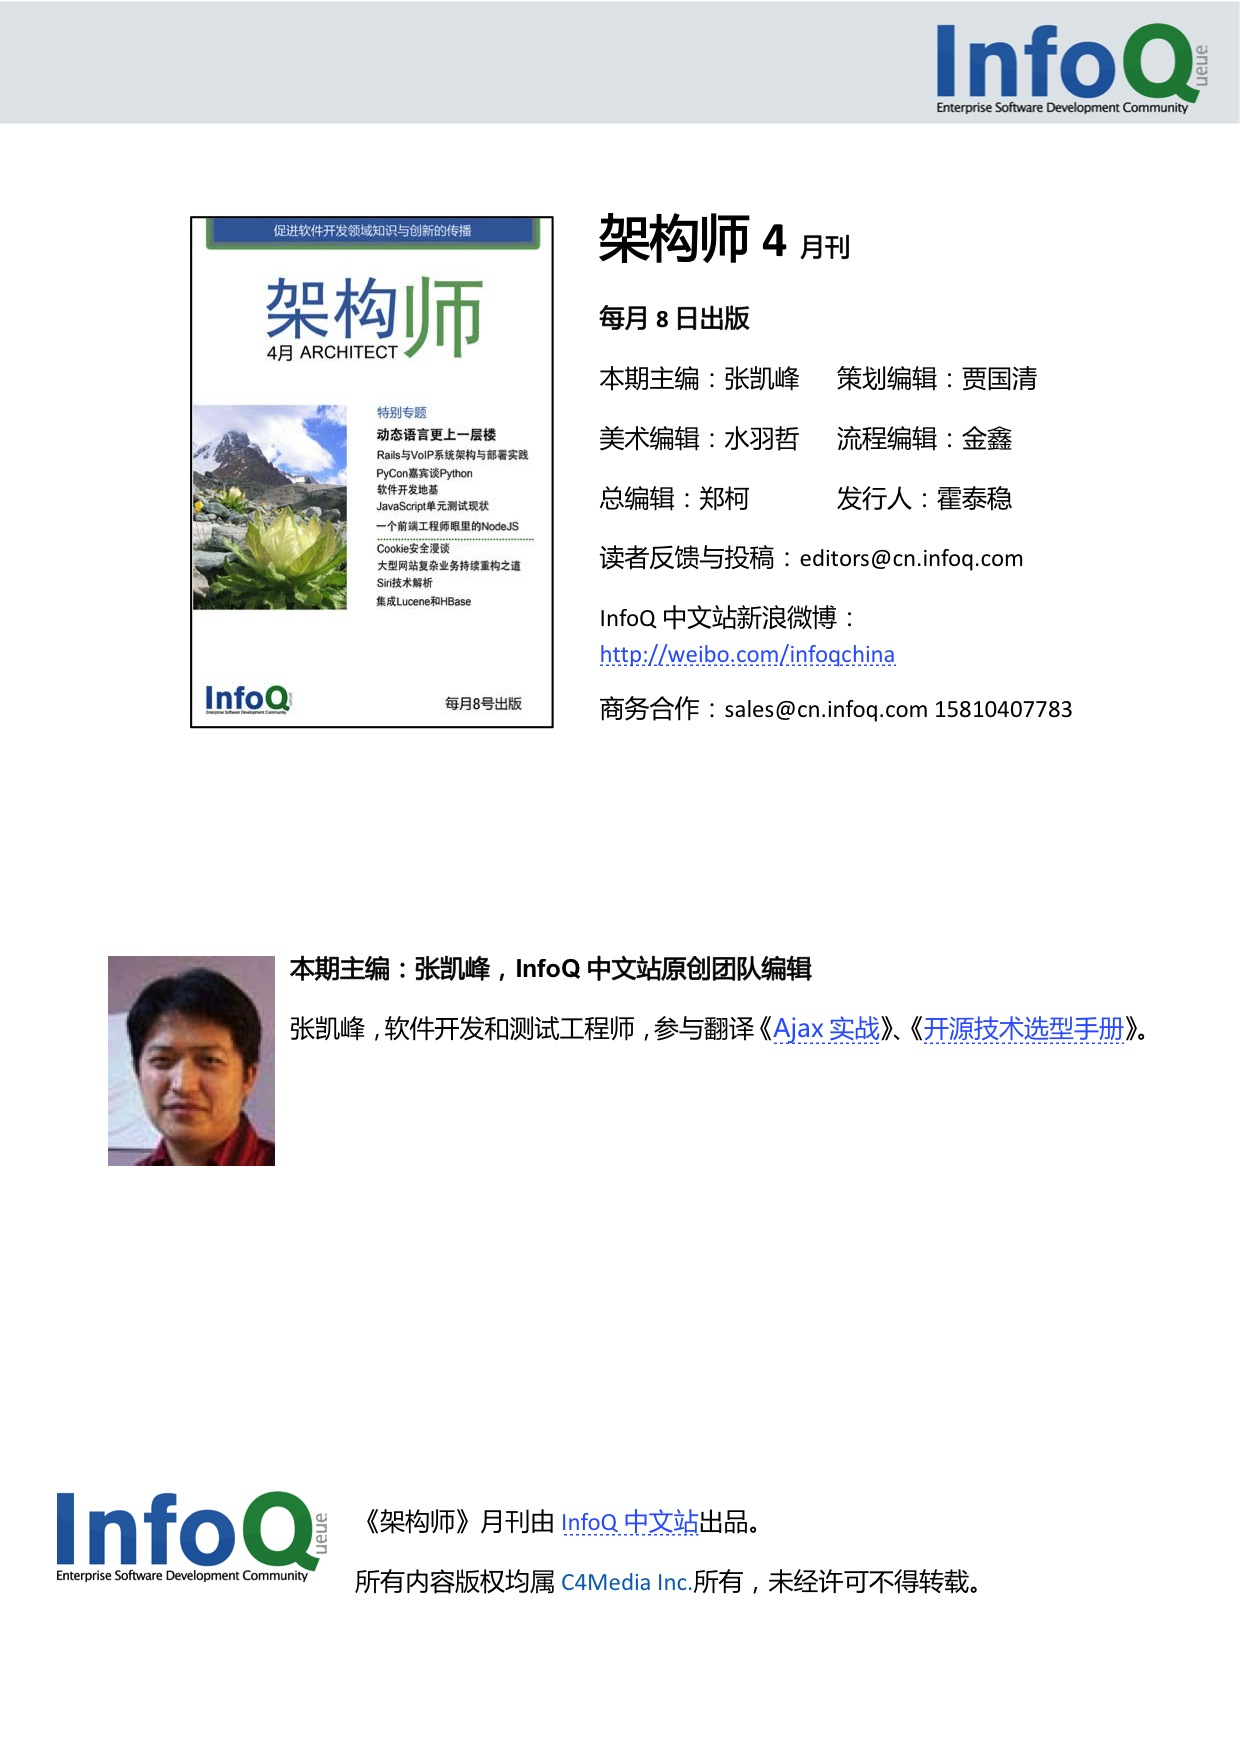 InfoQ
ueue
Enterprise Software Development Community
促进软件开发领域知识与创新的传播
架构师
4月 ARCHITECT
特别专题
动态语言更上一层楼
Rails与VoIP系统架构与部署实践
PyCon嘉宾谈Python
软件开发地基
JavaScript单元测试现状
一个前端工程师眼里的NodeJS
Cookie安全漫谈
大型网站复杂业务持续重构之道
Siri技术解析
集成Lucene和HBase
InfoQ
ueue
Enterprise Software Development Community
每月8号出版
架构师 4 月刊
每月 8 日出版
本期主编：张凯峰 策划编辑：贾国清
美术编辑：水羽哲 流程编辑：金鑫
总编辑：郑柯 发行人：霍泰稳
读者反馈与投稿：editors@cn.infoq.com
InfoQ 中文站新浪微博：
http://weibo.com/infoqchina
商务合作：sales@cn.infoq.com 15810407783
本期主编：张凯峰，InfoQ 中文站原创团队编辑
张凯峰，软件开发和测试工程师，参与翻译《Ajax 实战》、《开源技术选型手册》。
InfoQ
ueue
Enterprise Software Development Community
《架构师》月刊由 InfoQ 中文站出品。
所有内容版权均属 C4Media Inc.所有，未经许可不得转载。